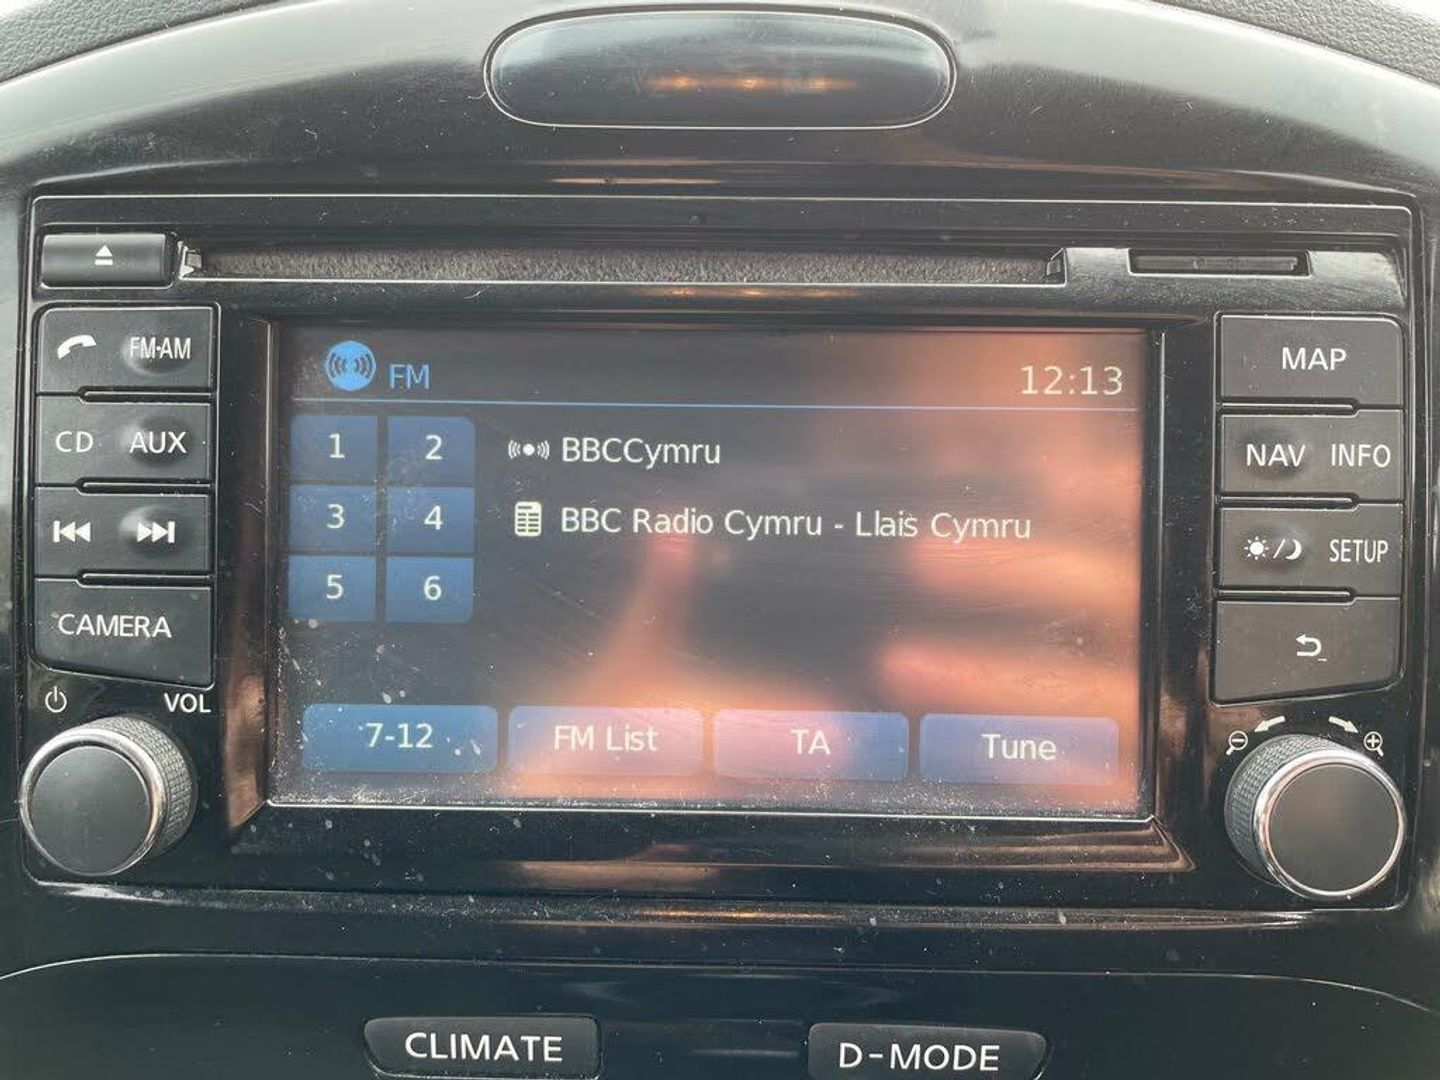 FM 12:13
FM·AM
CD AUX
CAMERA
VOL
1 2 BBCCymru
3 4 BBC Radio Cymru - Llais Cymru
5 6
7-12 FM List TA Tune
MAP
NAV INFO
SETUP
CLIMATE D-MODE